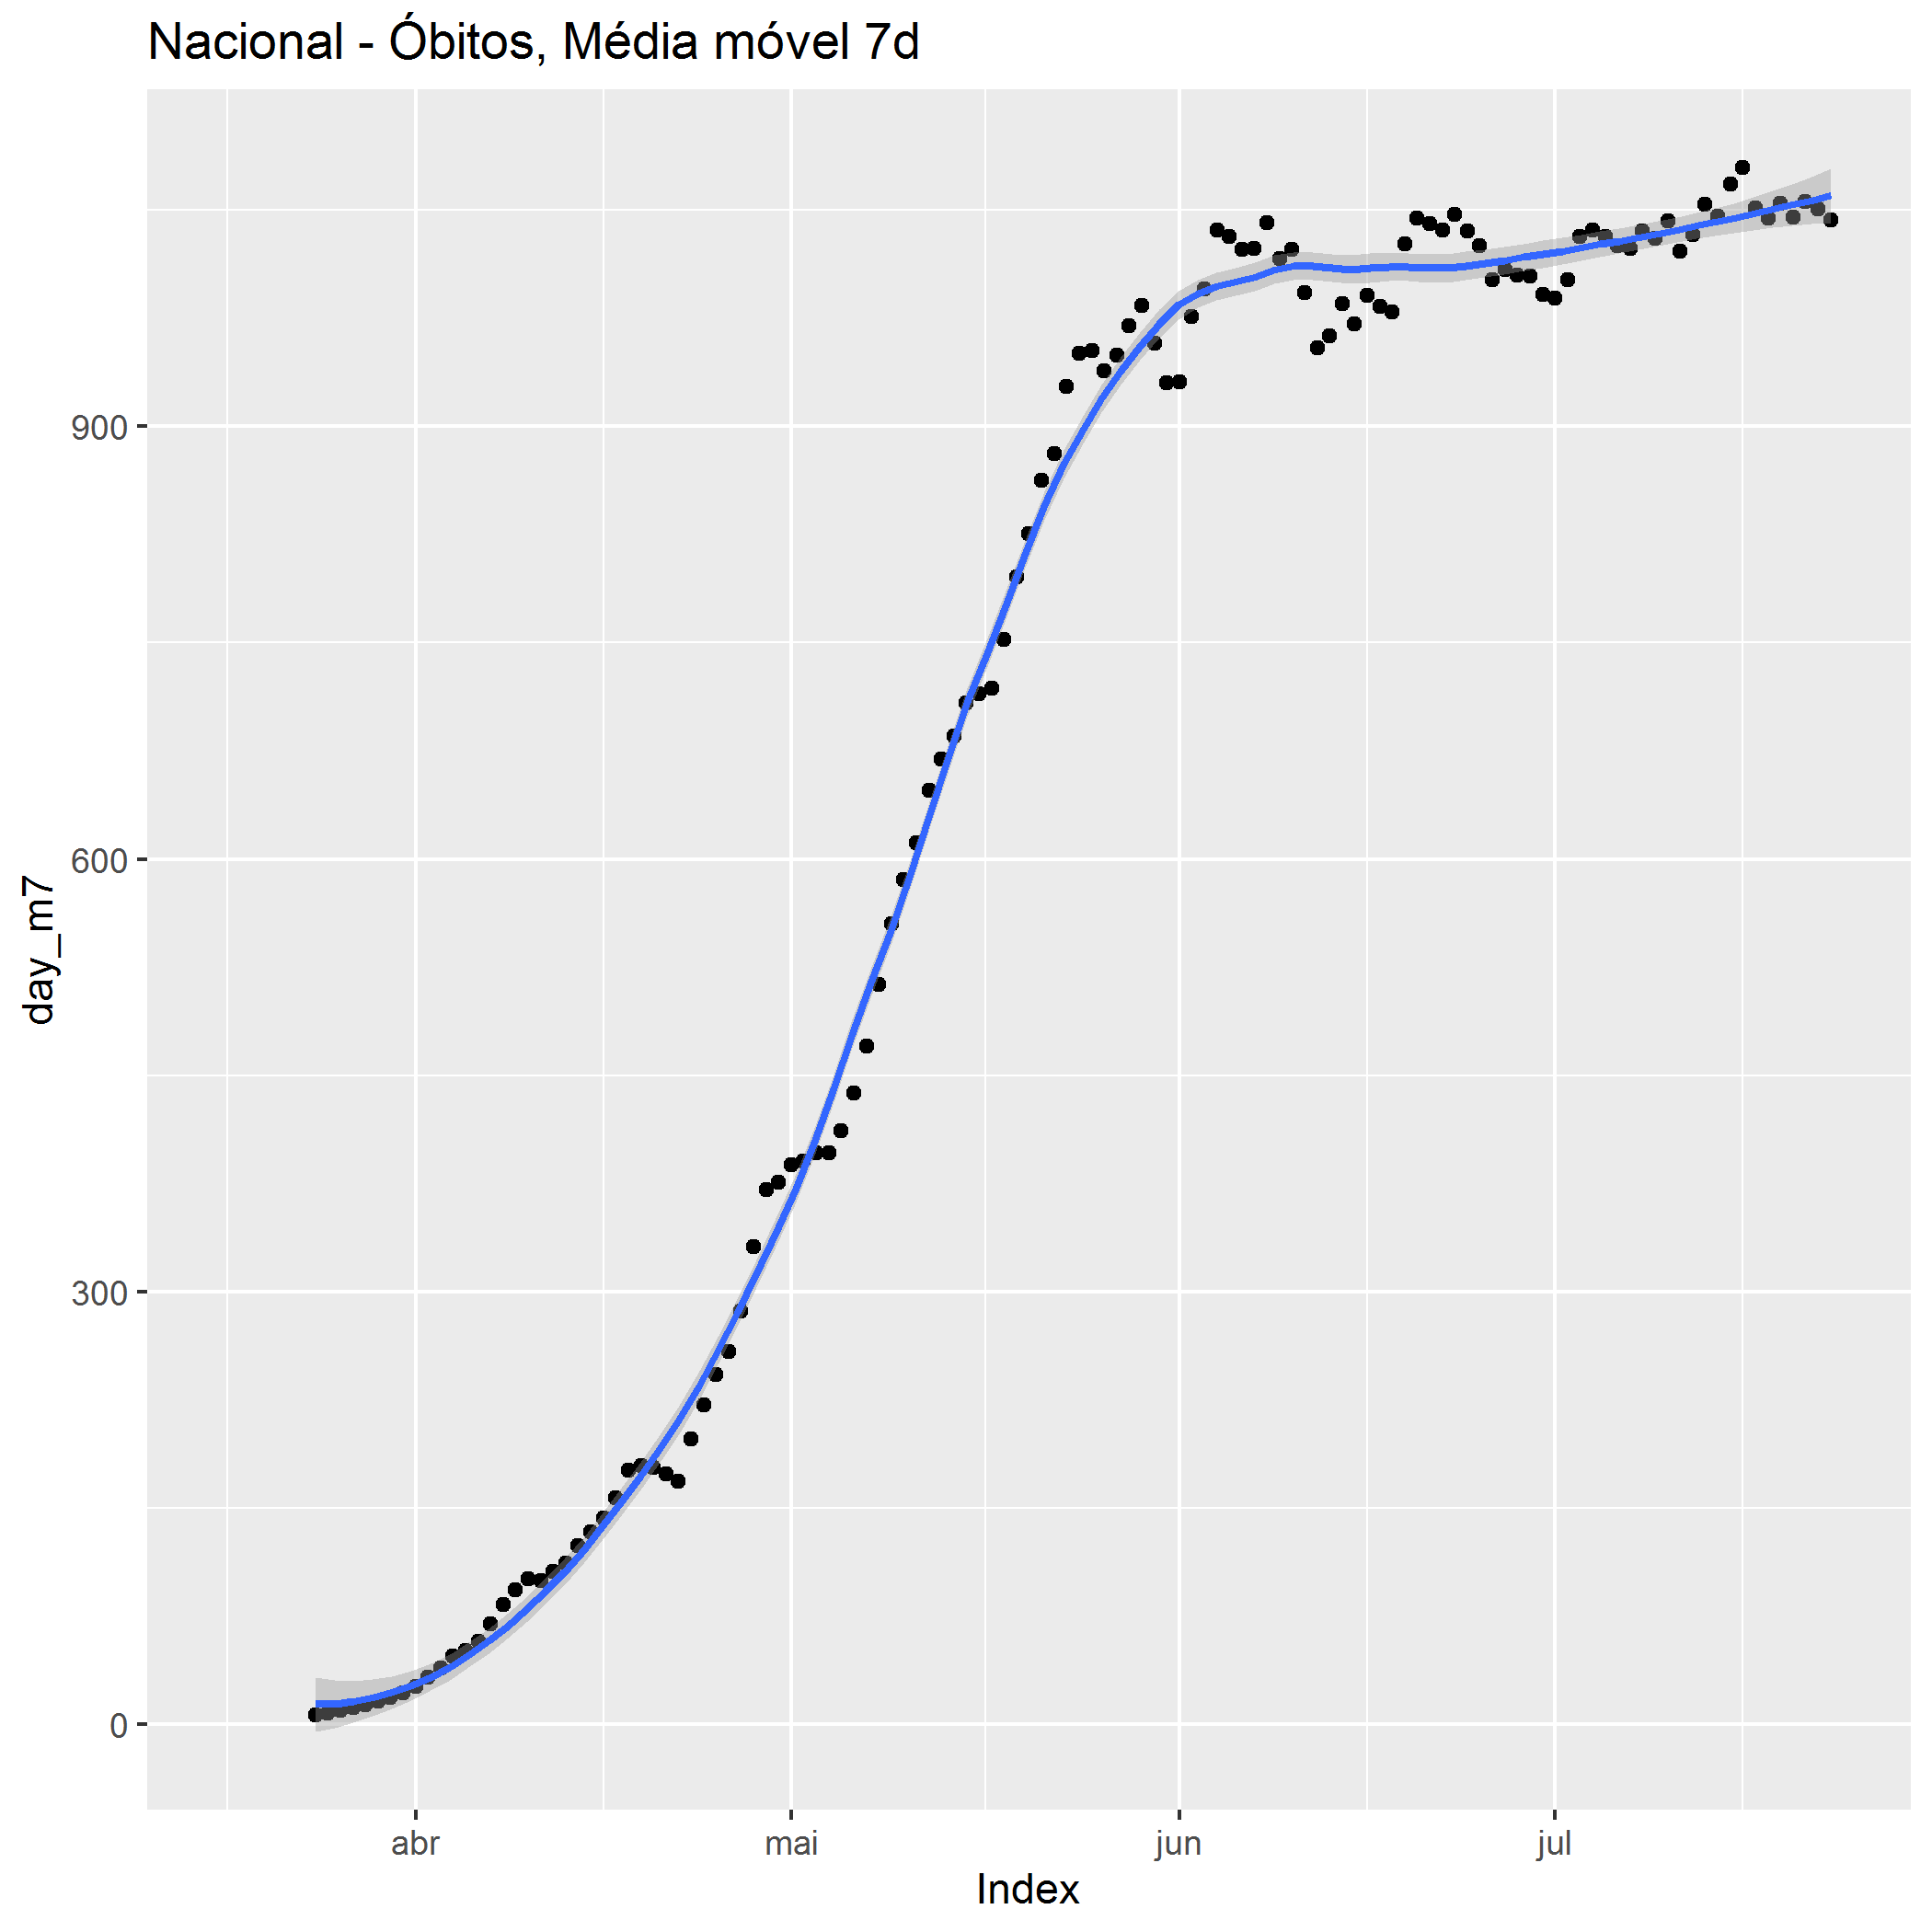 Nacional - Óbitos, Média móvel 7d
900
600
300
0
day_m7
abr mai jun jul
Index